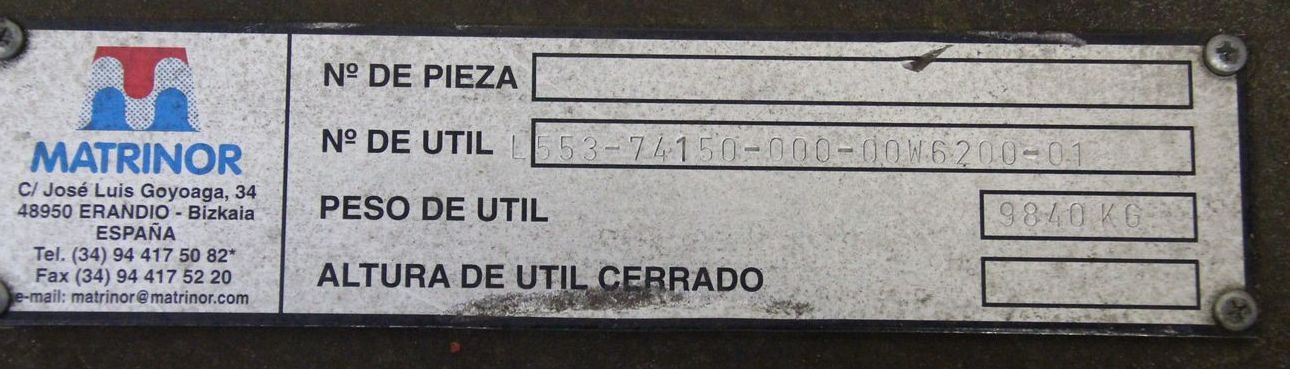 MATRINOR
C/ José Luis Goyoaga, 34
48950 ERANDIO - Bizkaia
ESPAÑA
Tel. (34) 94 417 50 82*
Fax (34) 94 417 52 20
e-mail: matrinor@matrinor.com
Nº DE PIEZA
Nº DE UTIL L553-74150-000-00W6200-01
PESO DE UTIL 9840 KG
ALTURA DE UTIL CERRADO